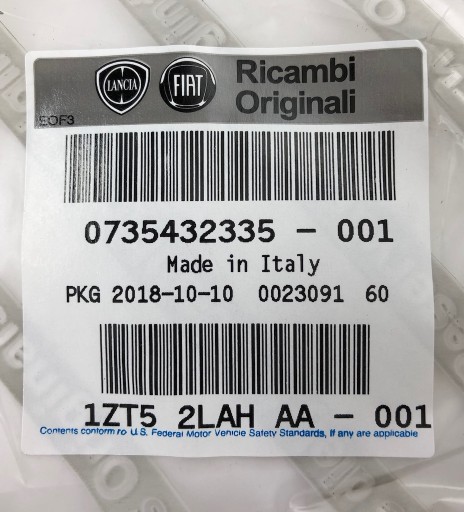 LANCIA FIAT Ricambi
Originali
EOF3
0735432335 - 001
Made in Italy
PKG 2018-10-10 0023091 60
1ZT5 2LAH AA - 001
Contents conform to U.S. Federal Motor Vehicle Safety Standards, if any are applicable